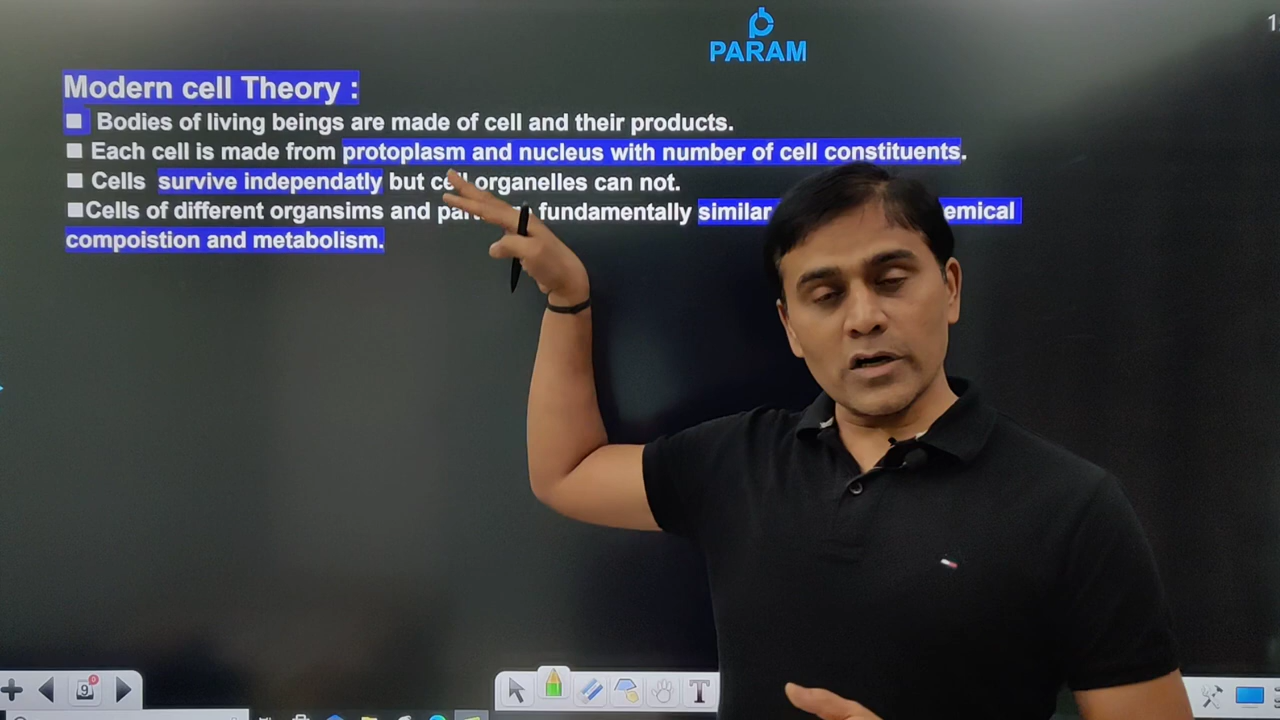 PARAM
Modern cell Theory :
Bodies of living beings are made of cell and their products.
Each cell is made from protoplasm and nucleus with number of cell constituents.
Cells survive independatly but cell organelles can not.
Cells of different organsims and fundamentally similar
compoistion and metabolism.
9
T